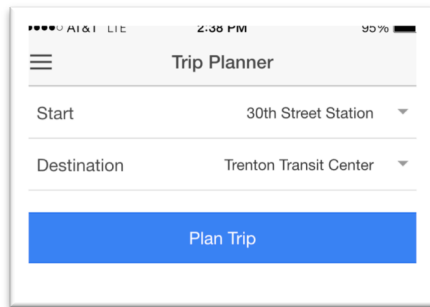 AT&T LTE 2:38 PM 95%
Trip Planner
Start 30th Street Station
Destination Trenton Transit Center
Plan Trip